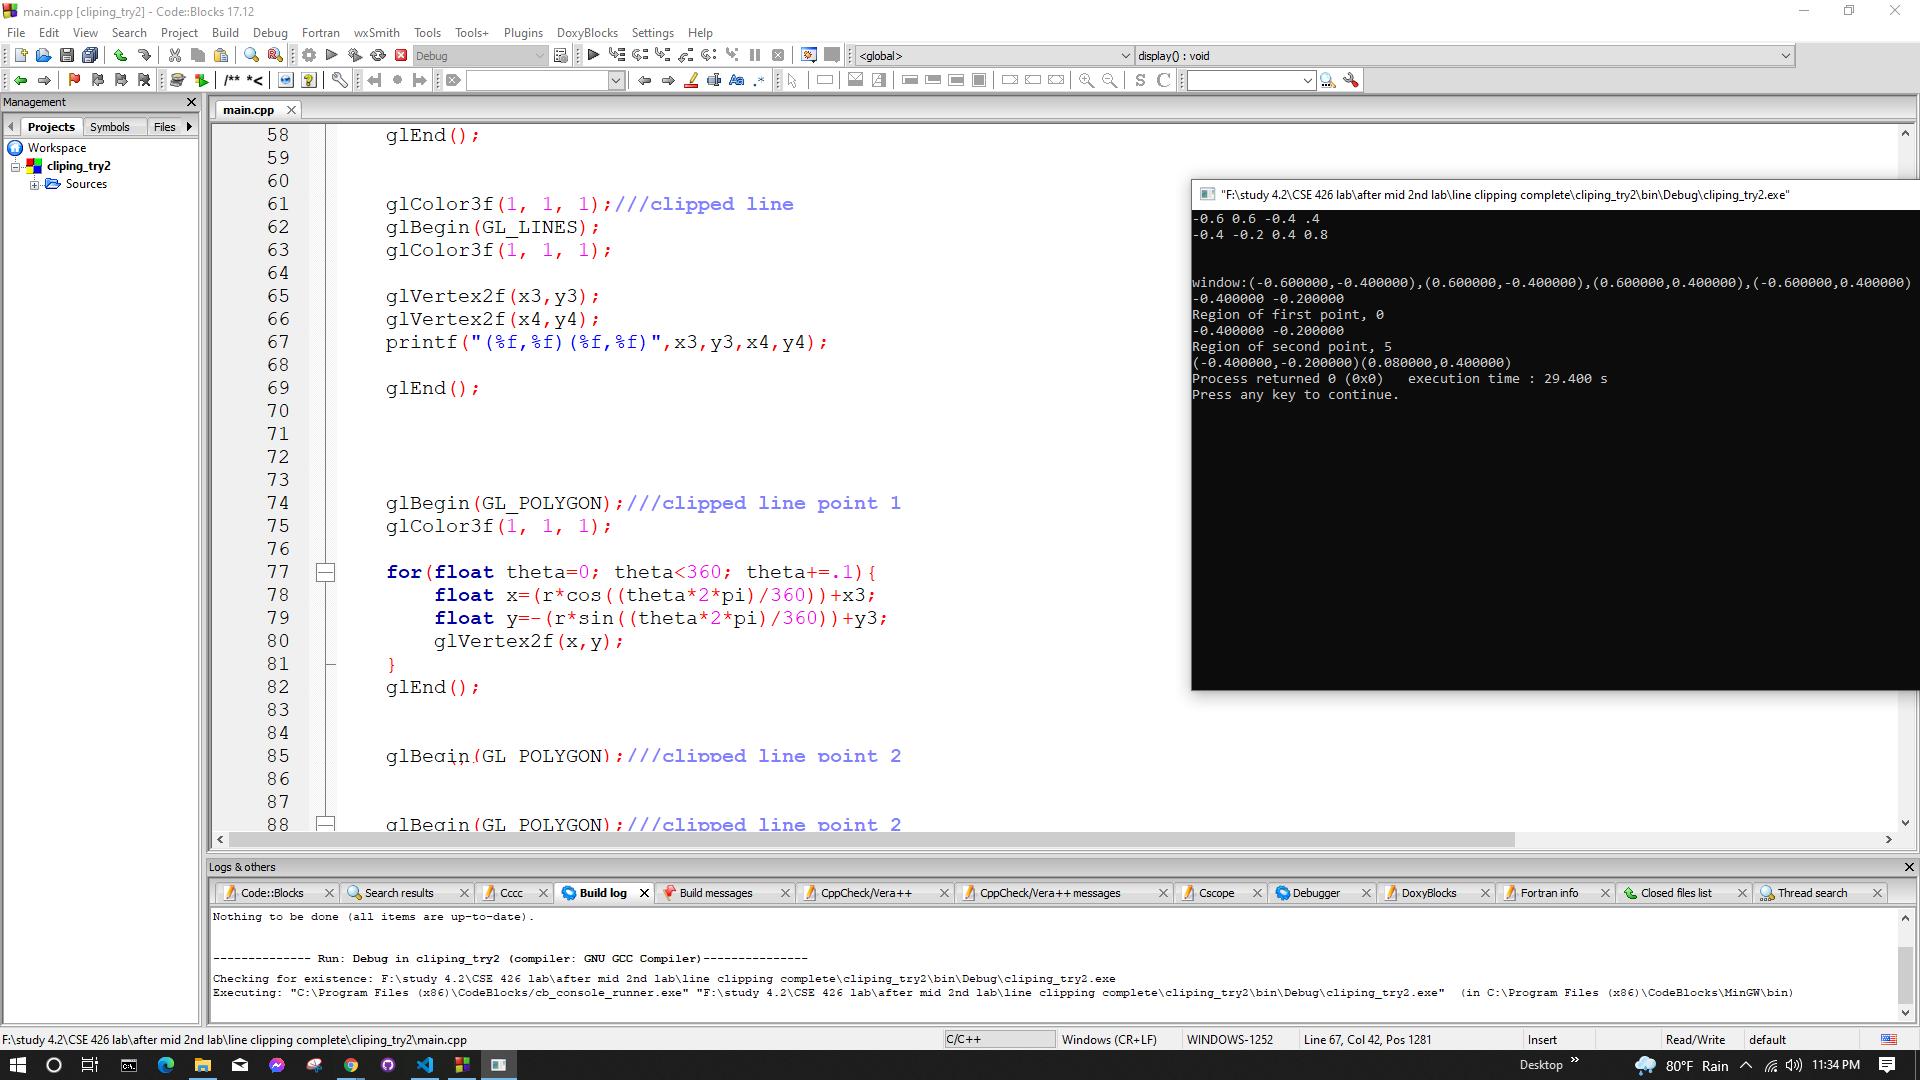 main.cpp [cliping_try2] - Code::Blocks 17.12
File Edit View Search Project Build Debug Fortran wxSmith Tools Tools+ Plugins DoxyBlocks Settings Help
Debug
<global>
display() : void
/** *<
Aa .*
S C
Management
main.cpp
Projects Symbols Files
Workspace
cliping_try2
Sources
58 glEnd();
59
60
61 glColor3f(1, 1, 1);///clipped line
62 glBegin(GL_LINES);
63 glColor3f(1, 1, 1);
64
65 glVertex2f(x3,y3);
66 glVertex2f(x4,y4);
67 printf("(%f,%f)(%f,%f)",x3,y3,x4,y4);
68
69 glEnd();
70
71
72
73
74 glBegin(GL_POLYGON);///clipped line point 1
75 glColor3f(1, 1, 1);
76
77 for(float theta=0; theta<360; theta+=.1){
78 float x=(r*cos((theta*2*pi)/360))+x3;
79 float y=-(r*sin((theta*2*pi)/360))+y3;
80 glVertex2f(x,y);
81 }
82 glEnd();
83
84
85 glBegin(GL_POLYGON);///clipped line point 2
86
87
88 glBegin(GL_POLYGON);///clipped line point 2
"F:\study 4.2\CSE 426 lab\after mid 2nd lab\line clipping complete\cliping_try2\bin\Debug\cliping_try2.exe"
-0.6 0.6 -0.4 .4
-0.4 -0.2 0.4 0.8
window:(-0.600000,-0.400000),(0.600000,-0.400000),(0.600000,0.400000),(-0.600000,0.400000)
-0.400000 -0.200000
Region of first point, 0
-0.400000 -0.200000
Region of second point, 5
(-0.400000,-0.200000)(0.080000,0.400000)
Process returned 0 (0x0)   execution time : 29.400 s
Press any key to continue.
Logs & others
Code::Blocks Search results Cccc Build log Build messages CppCheck/Vera++ CppCheck/Vera++ messages Cscope Debugger DoxyBlocks Fortran info Closed files list Thread search
Nothing to be done (all items are up-to-date).
-------------- Run: Debug in cliping_try2 (compiler: GNU GCC Compiler)---------------
Checking for existence: F:\study 4.2\CSE 426 lab\after mid 2nd lab\line clipping complete\cliping_try2\bin\Debug\cliping_try2.exe
Executing: "C:\Program Files (x86)\CodeBlocks/cb_console_runner.exe" "F:\study 4.2\CSE 426 lab\after mid 2nd lab\line clipping complete\cliping_try2\bin\Debug\cliping_try2.exe"  (in C:\Program Files (x86)\CodeBlocks\MinGW\bin)
F:\study 4.2\CSE 426 lab\after mid 2nd lab\line clipping complete\cliping_try2\main.cpp
C/C++ Windows (CR+LF) WINDOWS-1252 Line 67, Col 42, Pos 1281 Insert Read/Write default
Desktop » 80°F Rain 11:34 PM